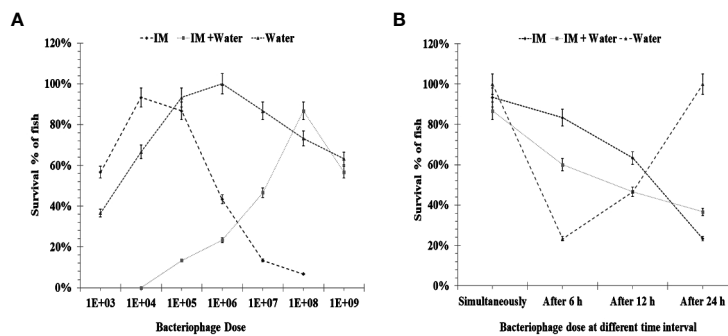 A
IM IM +Water Water
120%
100%
80%
60%
40%
20%
0%
Survival % of fish
1E+03 1E+04 1E+05 1E+06 1E+07 1E+08 1E+09
Bacteriophage Dose
B
IM IM + Water Water
120%
100%
80%
60%
40%
20%
0%
Survival % of fish
Simultaneously After 6 h After 12 h After 24 h
Bacteriophage dose at different time interval